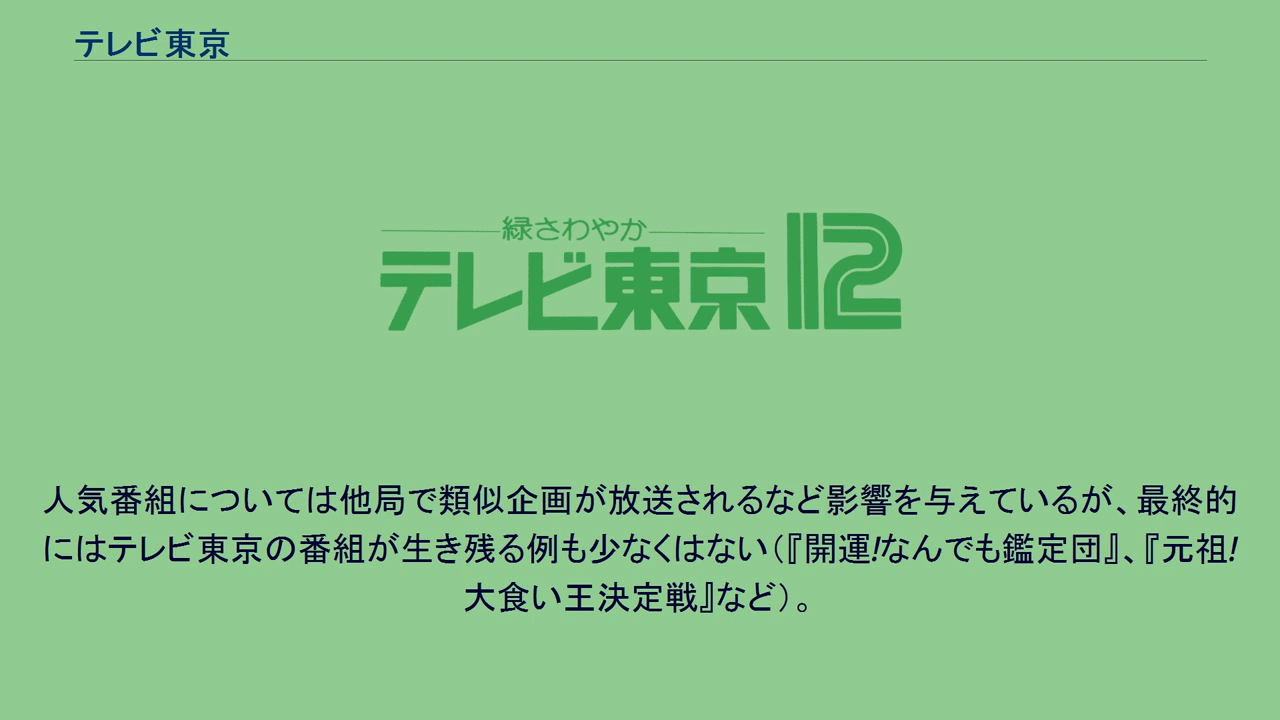 テレビ東京
緑さわやか
テレビ東京12
人気番組については他局で類似企画が放送されるなど影響を与えているが、最終的
にはテレビ東京の番組が生き残る例も少なくはない（『開運!なんでも鑑定団』、『元祖!
大食い王決定戦』など）。